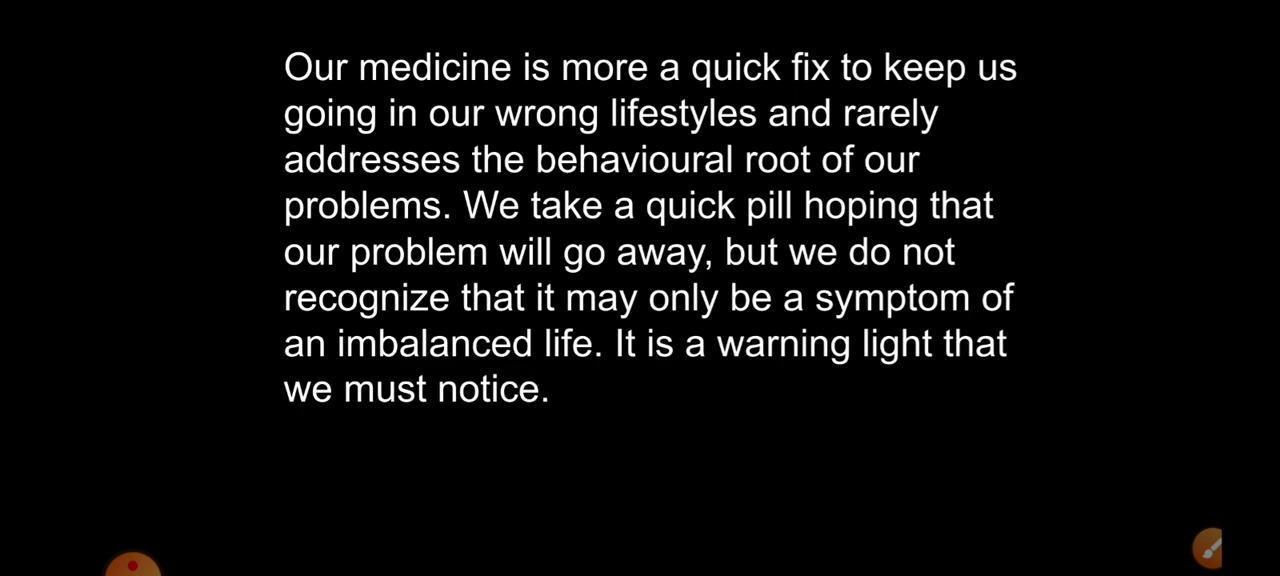 Our medicine is more a quick fix to keep us
going in our wrong lifestyles and rarely
addresses the behavioural root of our
problems. We take a quick pill hoping that
our problem will go away, but we do not
recognize that it may only be a symptom of
an imbalanced life. It is a warning light that
we must notice.